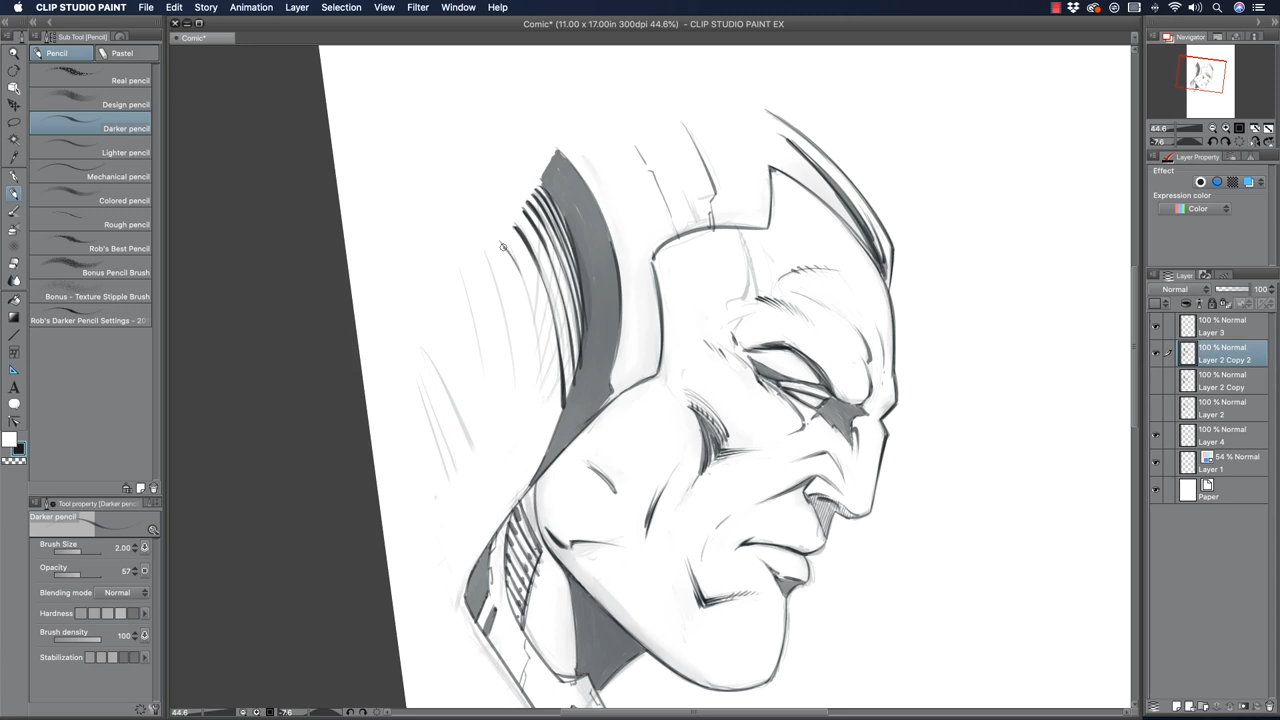 CLIP STUDIO PAINT File Edit Story Animation Layer Selection View Filter Window Help
Comic* (11.00 x 17.00in 300dpi 44.6%) - CLIP STUDIO PAINT EX
Sub Tool [Pencil]
Comic*
Navigator
Pencil Pastel
Real pencil
Design pencil
Darker pencil
Lighter pencil
Mechanical pencil
Colored pencil
Rough pencil
Rob's Best Pencil
Bonus Pencil Brush
Bonus - Texture Stipple Brush
Rob's Darker Pencil Settings - 20
44.6
-7.6
Layer Property
Effect
Expression color
Color
Layer
Normal 100
100 % Normal
Layer 3
100 % Normal
Layer 2 Copy 2
100 % Normal
Layer 2 Copy
100 % Normal
Layer 2
100 % Normal
Layer 4
54 % Normal
Layer 1
Paper
Tool property [Darker penc
Darker pencil
Brush Size 2.00
Opacity 57
Blending mode Normal
Hardness
Brush density 100
Stabilization
44.6 -7.6